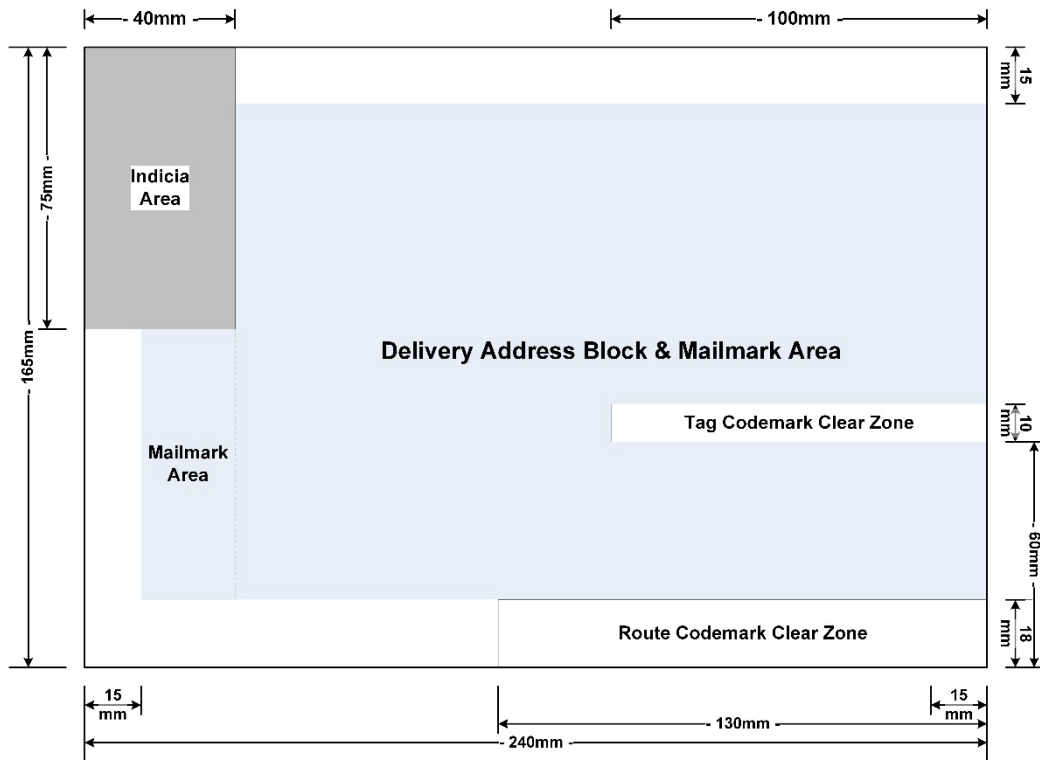 - 40mm -
- 100mm -
15
mm
- 75mm -
- 165mm -
Indicia
Area
Delivery Address Block & Mailmark Area
Tag Codemark Clear Zone
10
mm
Mailmark
Area
- 60mm -
Route Codemark Clear Zone
18
mm
15
mm
15
mm
- 130mm -
- 240mm -